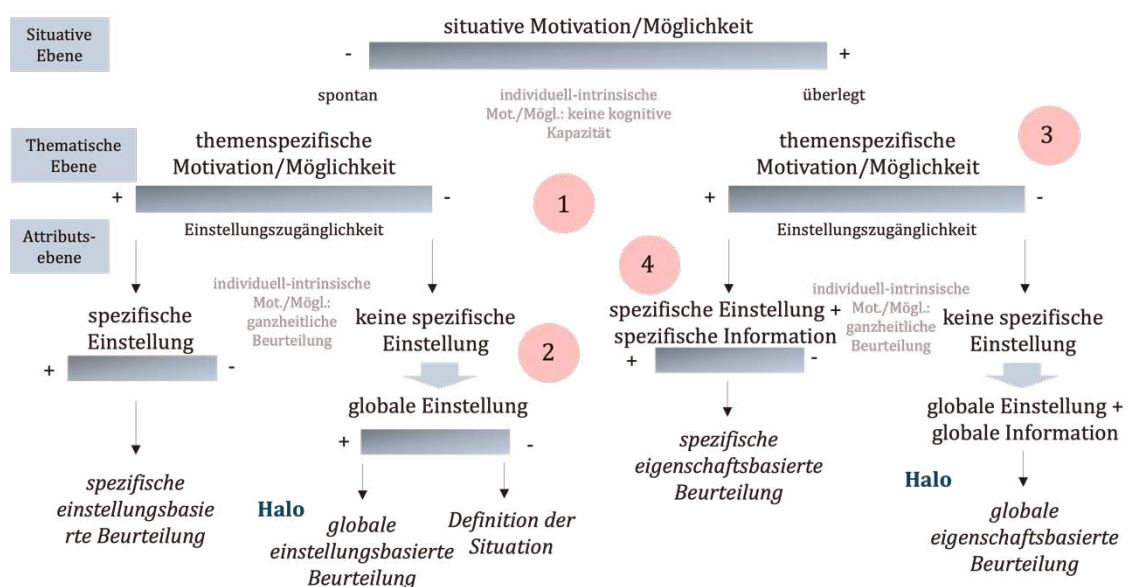 situative Motivation/Möglichkeit
Situative
Ebene
-
+
spontan
individuell-intrinsische
Mot./Mögl.: keine kognitive
Kapazität
überlegt
Thematische
Ebene
themenspezifische
Motivation/Möglichkeit
themenspezifische
Motivation/Möglichkeit
3
+
-
1
+
-
Attributs-
ebene
Einstellungszugänglichkeit
Einstellungszugänglichkeit
4
spezifische
Einstellung
individuell-intrinsische
Mot./Mögl.:
ganzheitliche
Beurteilung
keine spezifische
Einstellung
2
spezifische Einstellung +
spezifische Information
individuell-intrinsische
Mot./Mögl.:
ganzheitliche
Beurteilung
keine spezifische
Einstellung
+
-
+
-
globale Einstellung
+
-
globale Einstellung +
globale Information
spezifische
einstellungsbasie
rte Beurteilung
Halo
globale
einstellungsbasierte
Beurteilung
Definition der
Situation
spezifische
eigenschaftsbasierte
Beurteilung
Halo
globale
eigenschaftsbasierte
Beurteilung